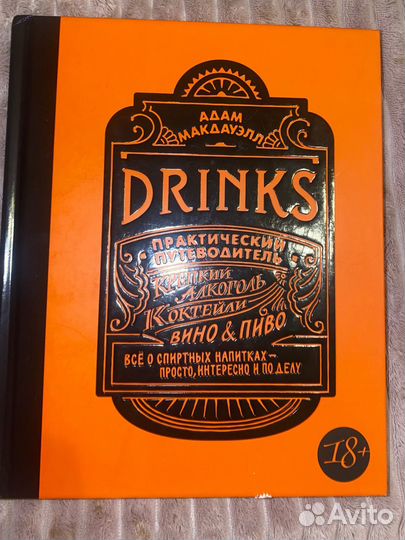 АДАМ
МАКДАУЭЛЛ
DRINKS
ПРАКТИЧЕСКИЙ
ПУТЕВОДИТЕЛЬ
КРЕПКИЙ
АЛКОГОЛЬ
КОКТЕЙЛИ
ВИНО & ПИВО
ВСЁ О СПИРТНЫХ НАПИТКАХ –
ПРОСТО, ИНТЕРЕСНО И ПО ДЕЛУ
18+
Avito